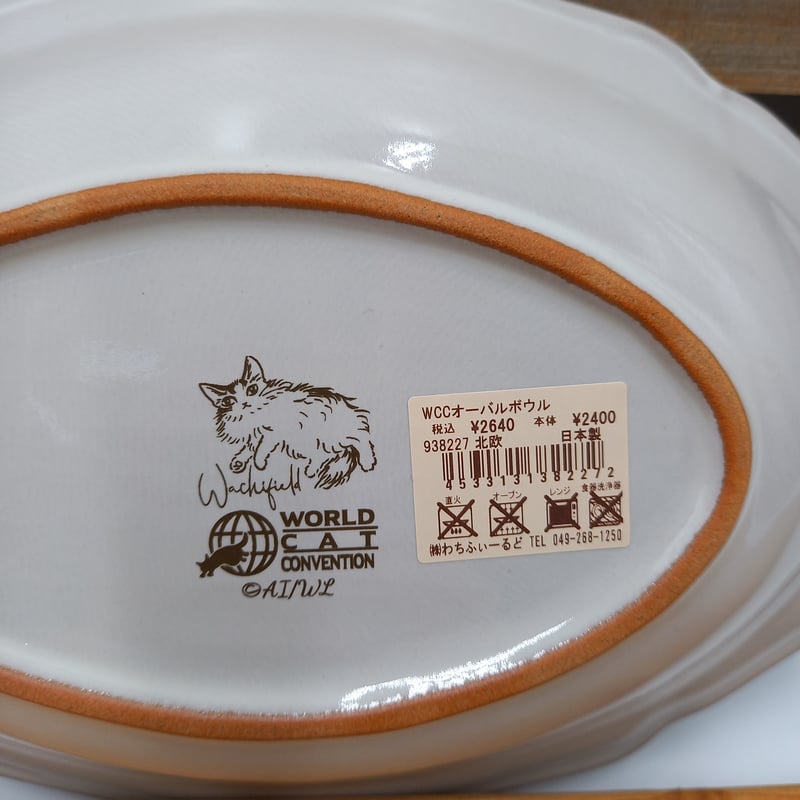 Wachifield
WORLD
CAT
CONVENTION
©AI/WL
WCCオーバルボウル
税込 ¥2640 本体 ¥2400
938227 北欧 日本製
4533131382272
直火 オーブン レンジ 食器洗浄器
㈱わちふぃーるど TEL 049-268-1250